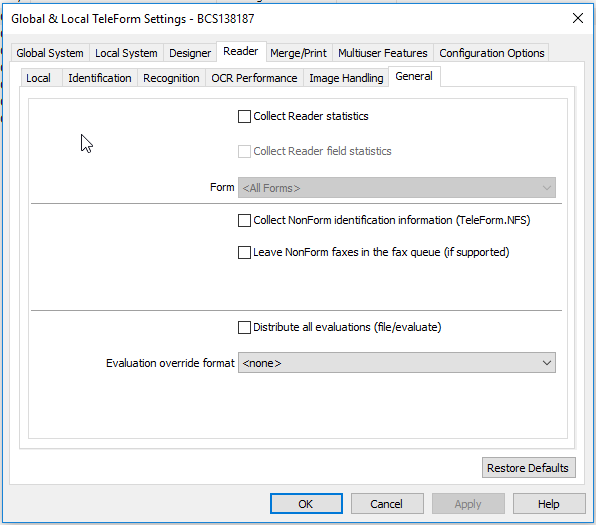 Global & Local TeleForm Settings - BCS138187
Global System Local System Designer Reader Merge/Print Multiuser Features Configuration Options
Local Identification Recognition OCR Performance Image Handling General
Collect Reader statistics
Collect Reader field statistics
Form <All Forms>
Collect NonForm identification information (TeleForm.NFS)
Leave NonForm faxes in the fax queue (if supported)
Distribute all evaluations (file/evaluate)
Evaluation override format <none>
Restore Defaults
OK Cancel Apply Help